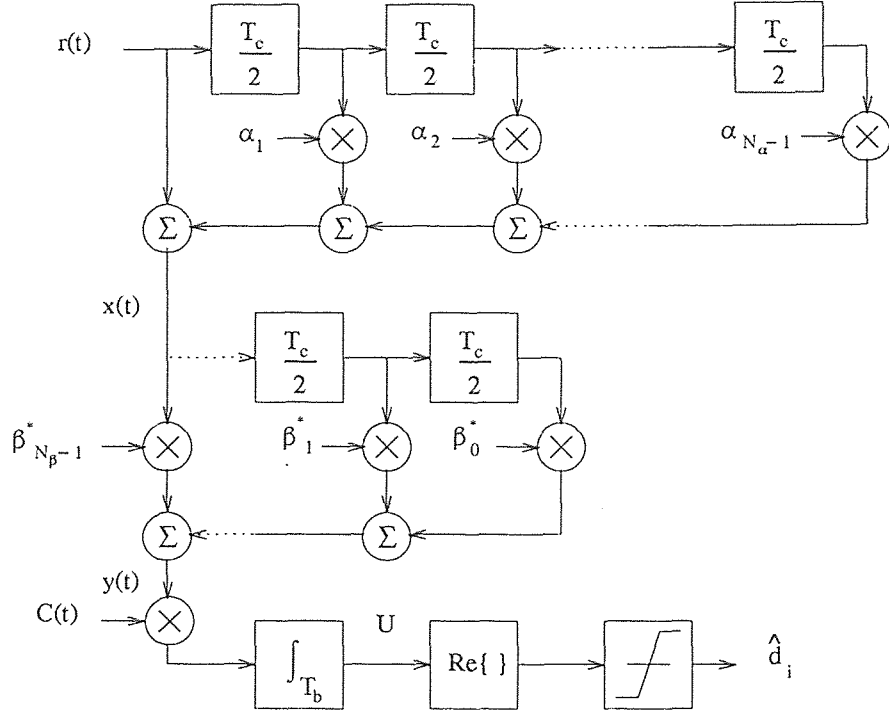 r(t) T_c/2 T_c/2 T_c/2
α_1 × α_2 × α_{N_α-1} ×
Σ Σ Σ
x(t)
T_c/2 T_c/2
β*_{N_β-1} × β*_1 × β*_0 ×
Σ Σ
y(t)
C(t) × U
∫_{T_b} Re{ } d̂_i